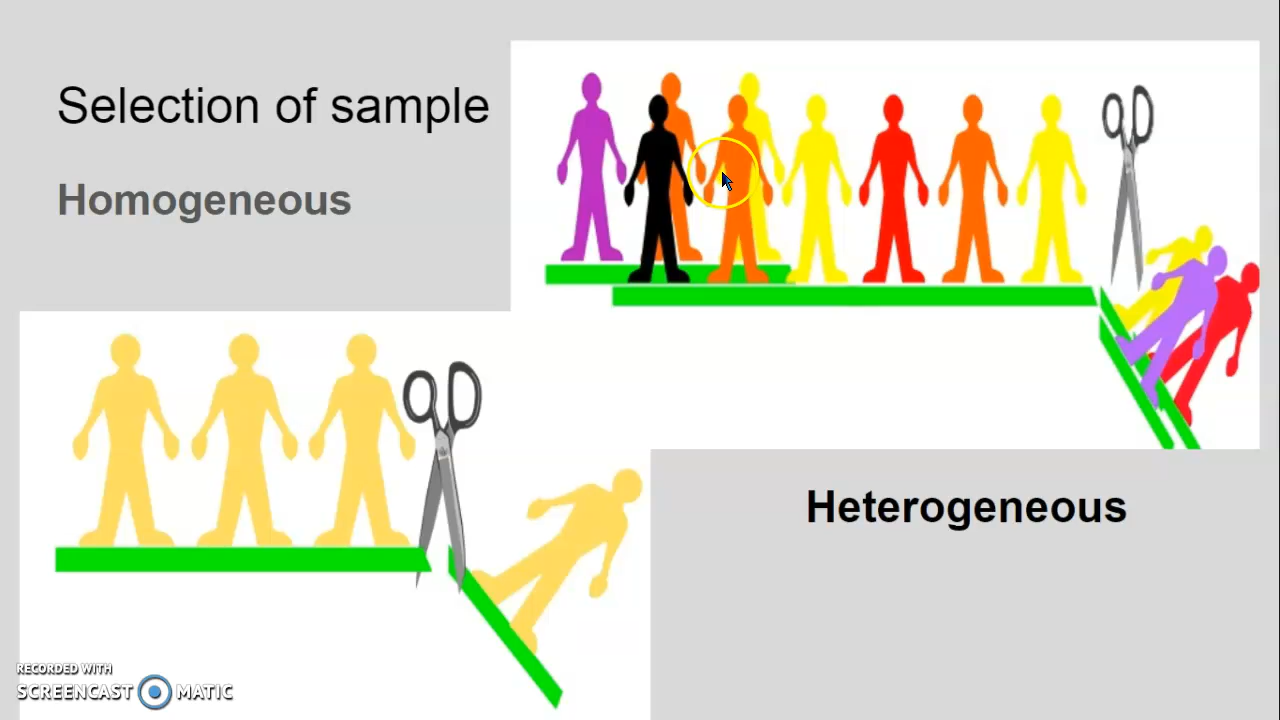 Selection of sample
Homogeneous
Heterogeneous
RECORDED WITH
SCREENCAST MATIC